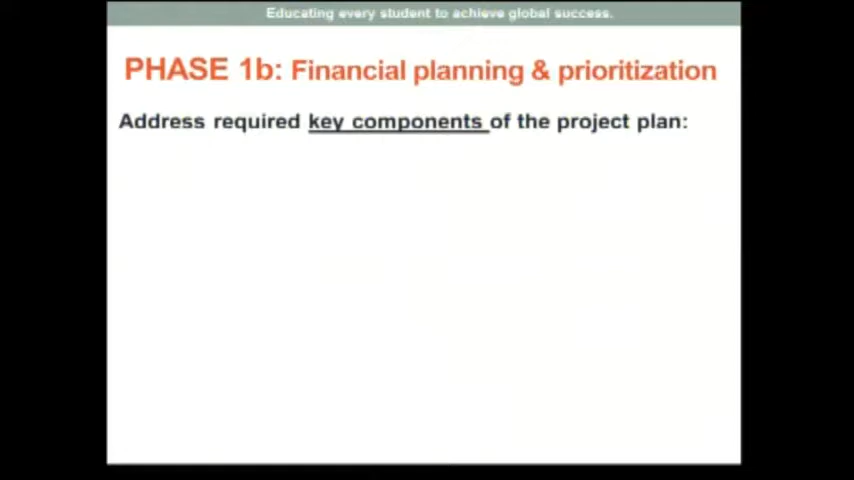 Educating every student to achieve global success.
PHASE 1b: Financial planning & prioritization
Address required key components of the project plan: